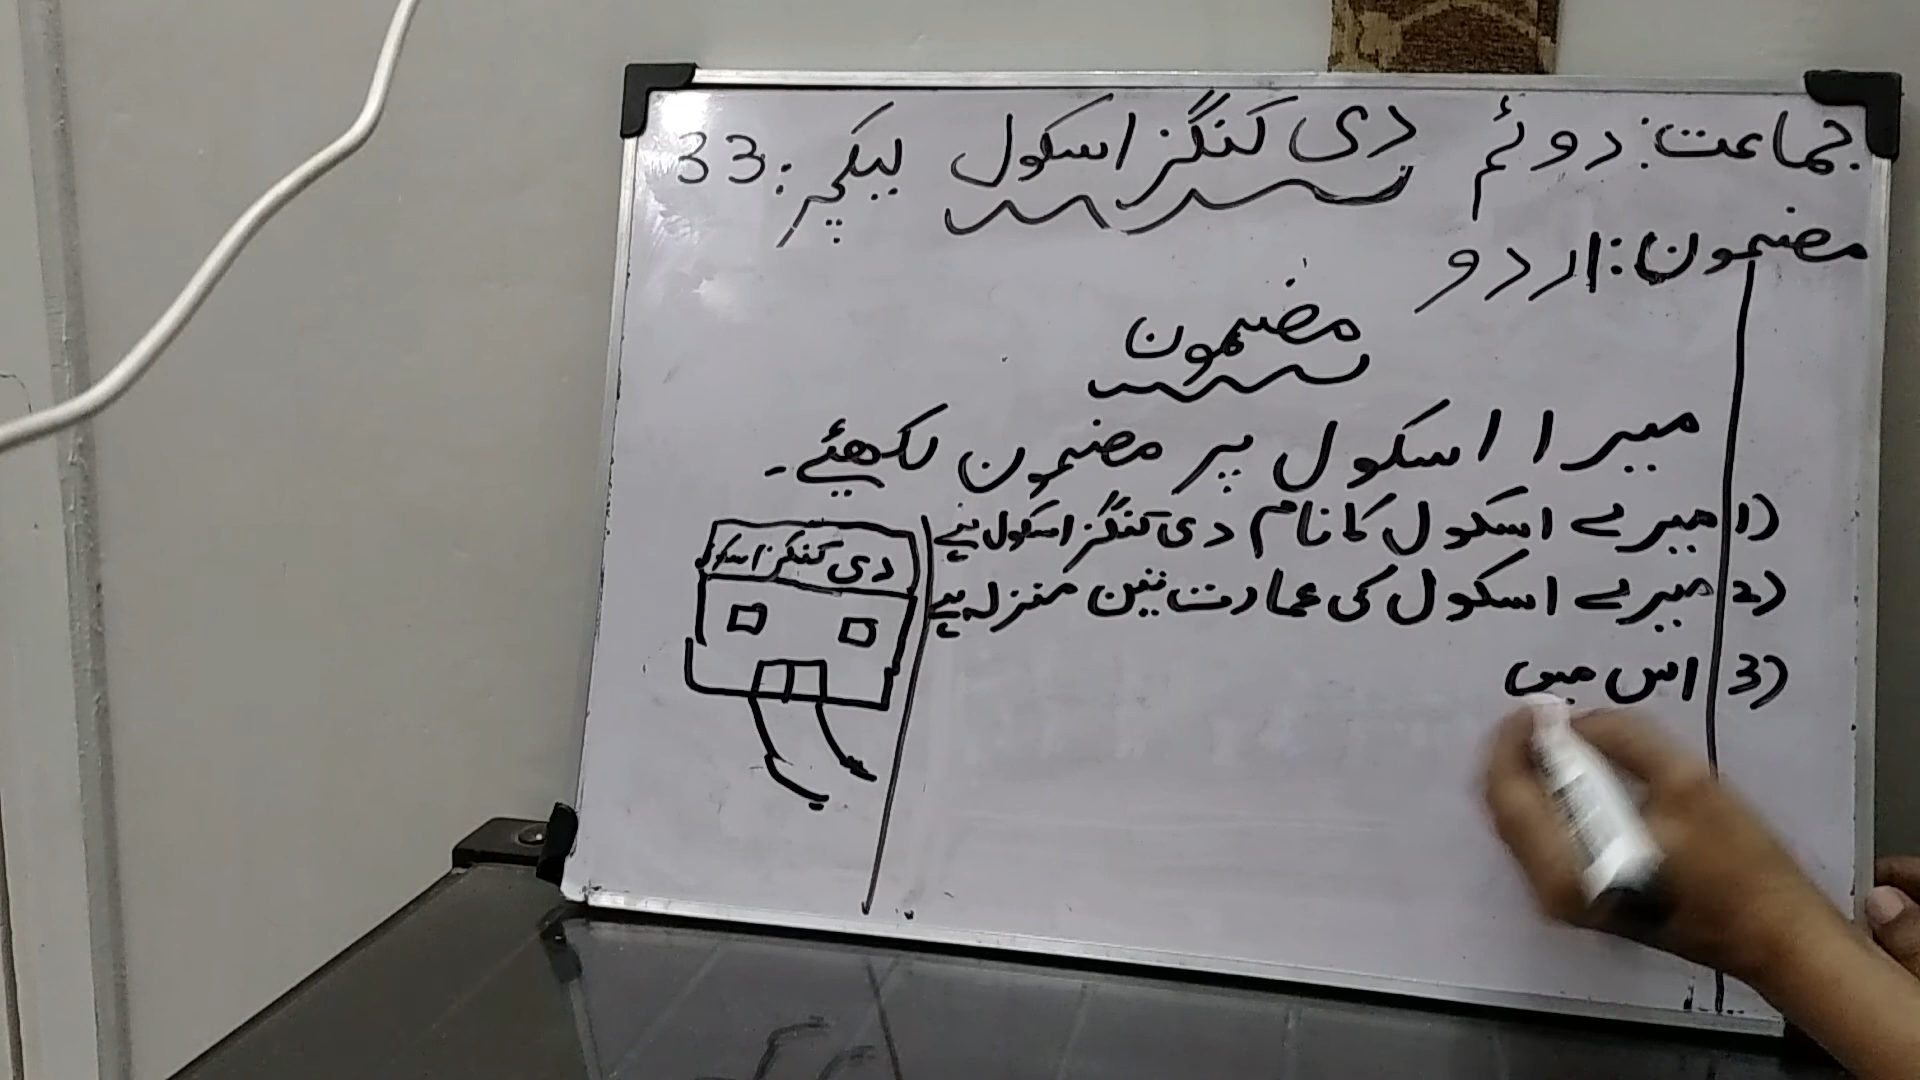 جماعت: دوئم دی کنگز اسکول لیکچر: 33
مضمون: اردو
مضمون
میرا اسکول پر مضمون لکھئے۔
1) میرے اسکول کا نام دی کنگز اسکول ہے
2) میرے اسکول کی عمارت تین منزلہ ہے
3) اس میں
دی کنگز اسکول